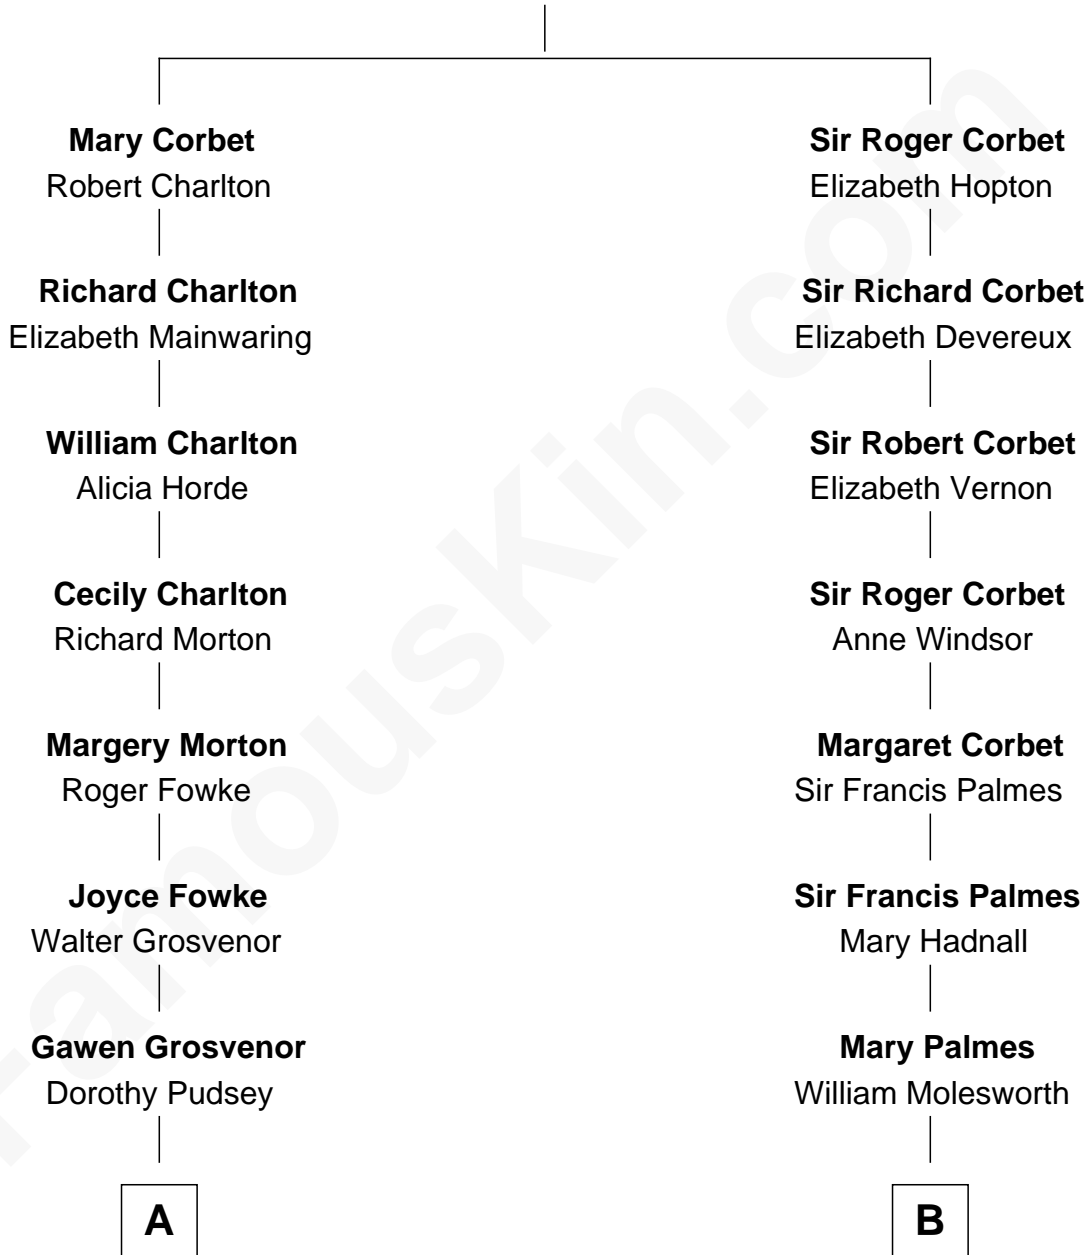 Mary Corbet
Robert Charlton
Richard Charlton
Elizabeth Mainwaring
William Charlton
Alicia Horde
Cecily Charlton
Richard Morton
Margery Morton
Roger Fowke
Joyce Fowke
Walter Grosvenor
Gawen Grosvenor
Dorothy Pudsey
A
Sir Roger Corbet
Elizabeth Hopton
Sir Richard Corbet
Elizabeth Devereux
Sir Robert Corbet
Elizabeth Vernon
Sir Roger Corbet
Anne Windsor
Margaret Corbet
Sir Francis Palmes
Sir Francis Palmes
Mary Hadnall
Mary Palmes
William Molesworth
B
FamousKin.com